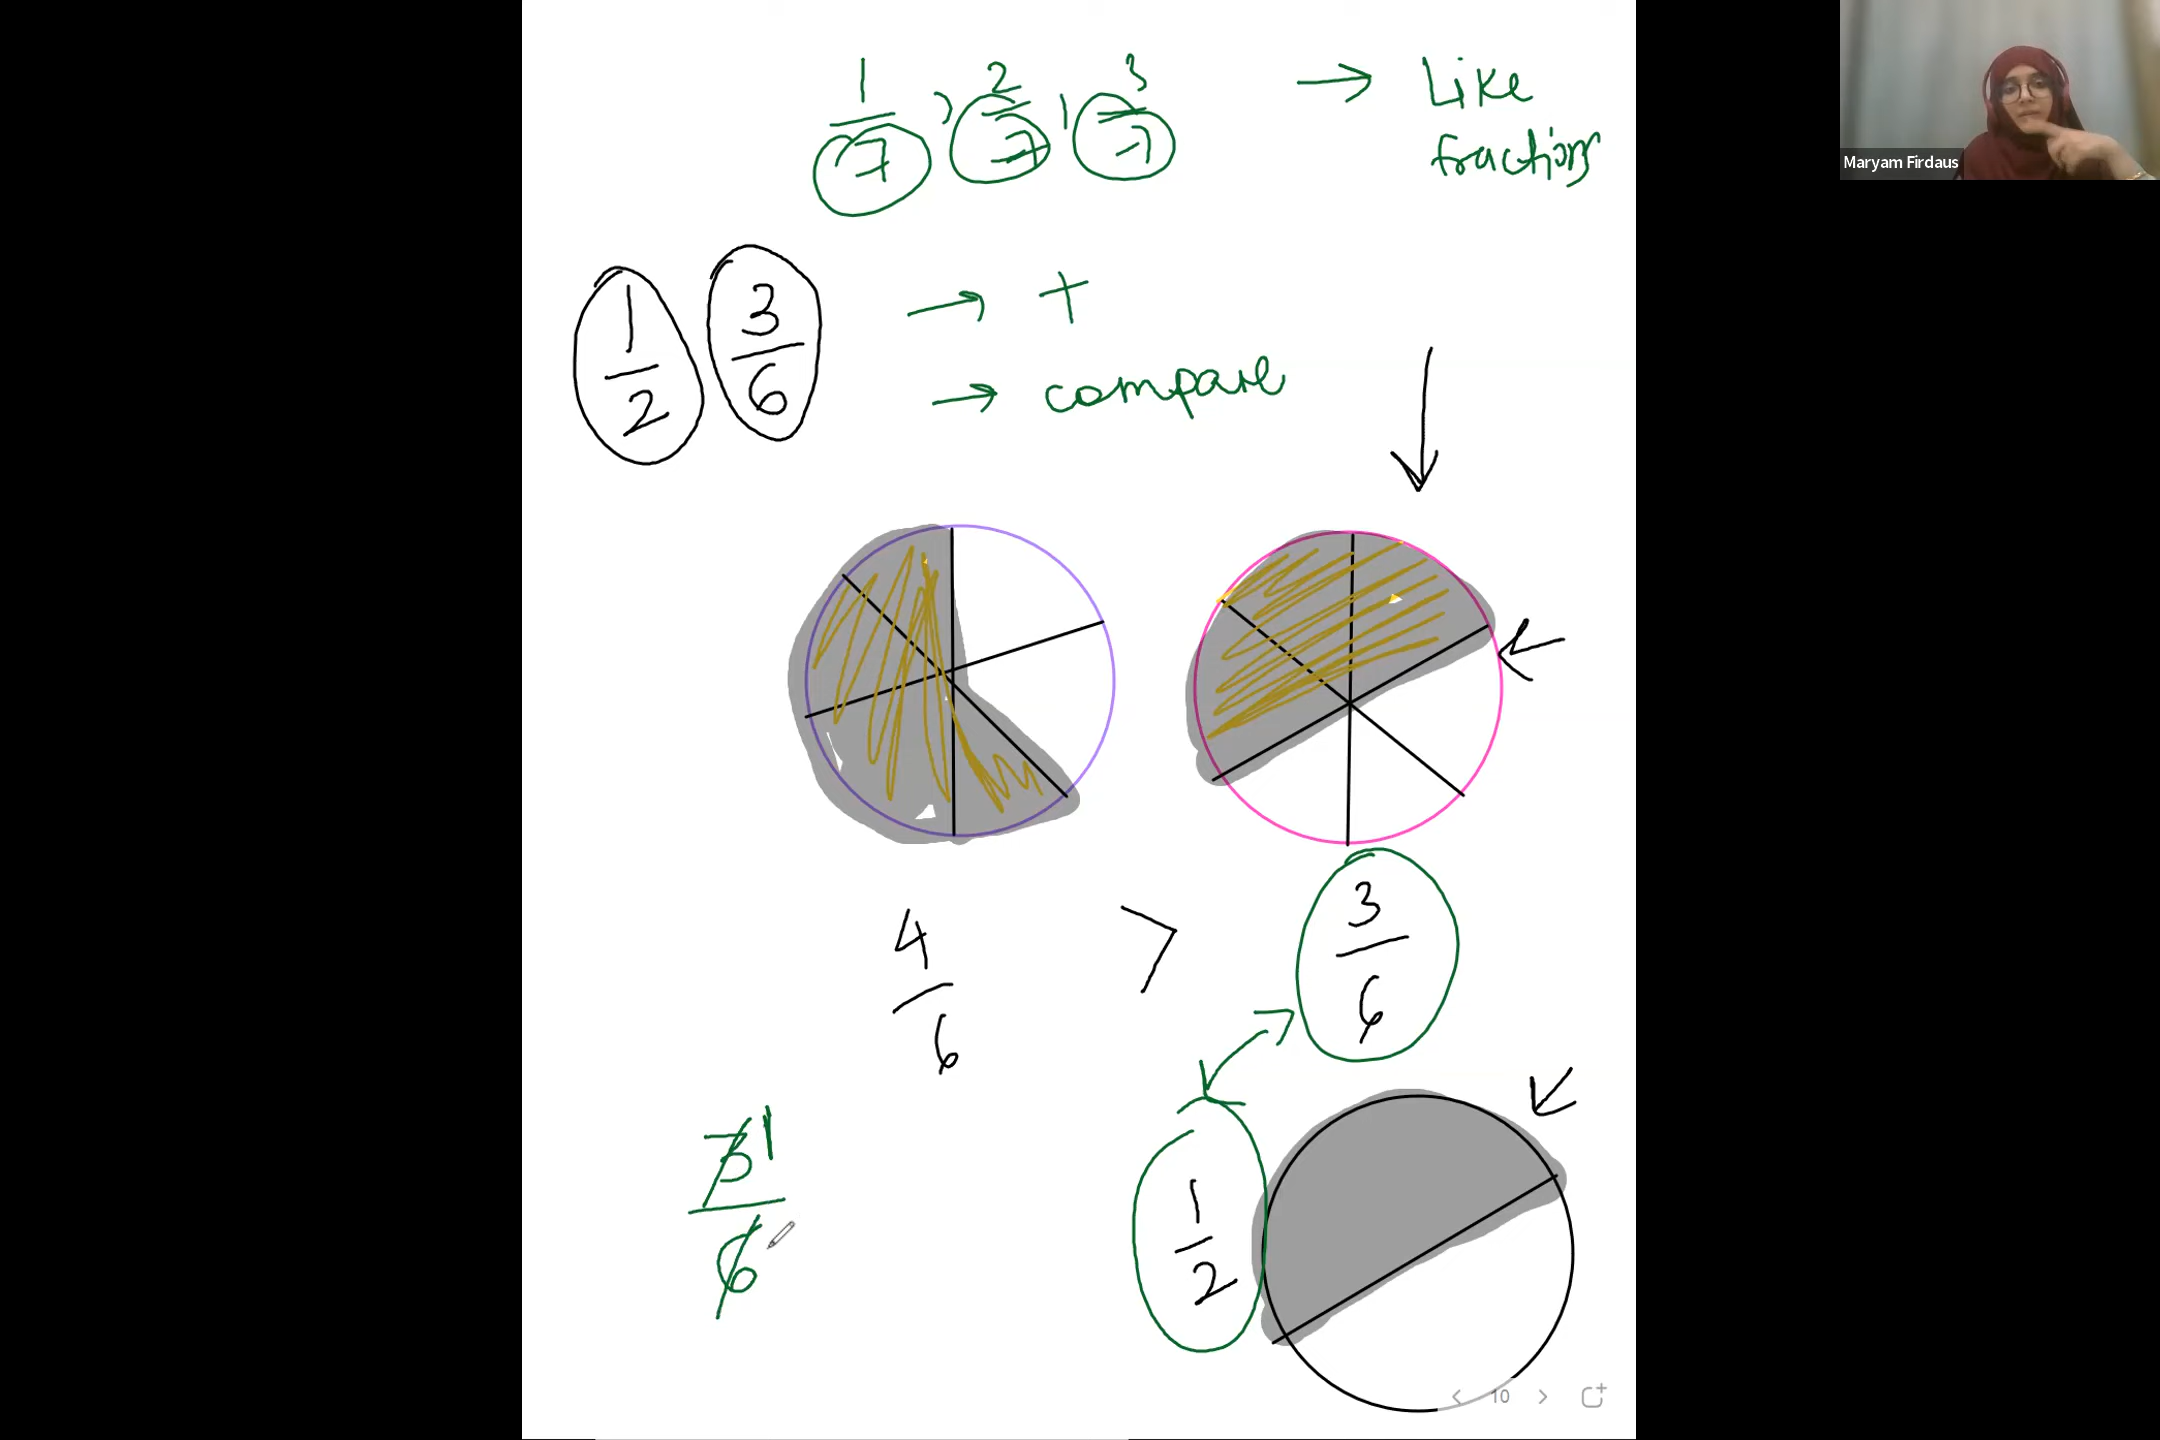 1/7 , 2/7 , 3/7 → Like
fractions
Maryam Firdaus
1/2 3/6 → +
→ compare
4/6 > 3/6
3/6 1
1/2
10